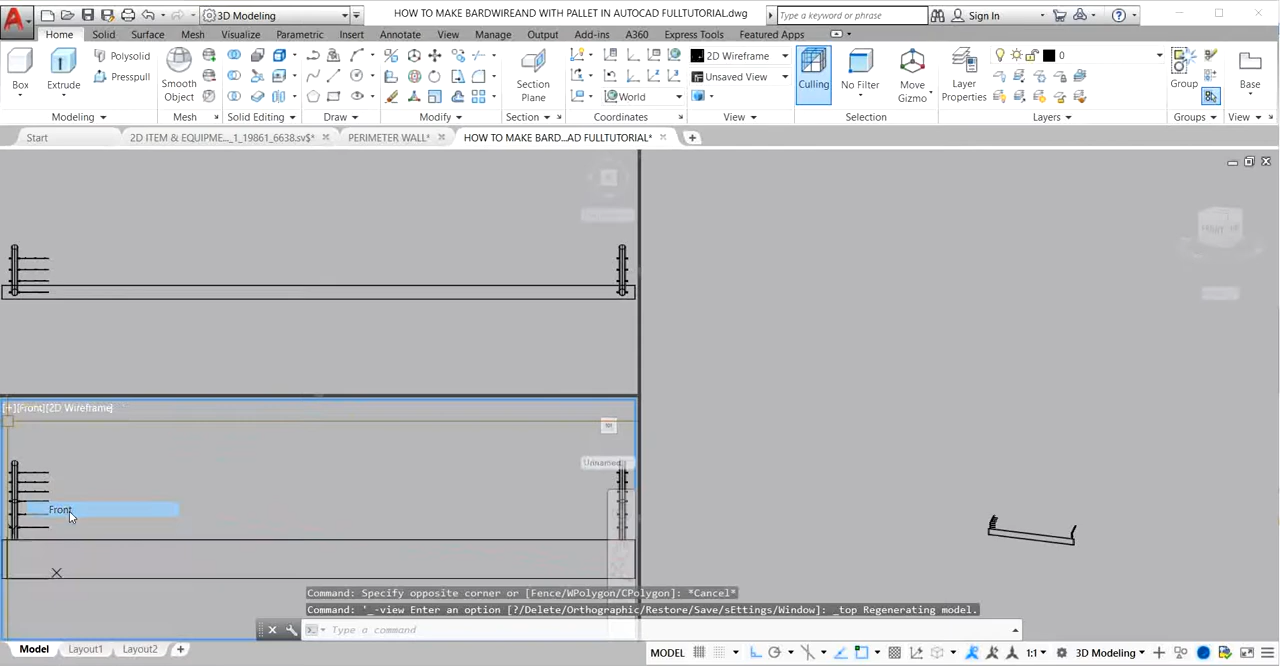 3D Modeling
HOW TO MAKE BARDWIREAND WITH PALLET IN AUTOCAD FULLTUTORIAL.dwg
Type a keyword or phrase
Sign In
Home Solid Surface Mesh Visualize Parametric Insert Annotate View Manage Output Add-ins A360 Express Tools Featured Apps
Box
Extrude
Polysolid
Presspull
Smooth Object
Section Plane
World
2D Wireframe
Unsaved View
Culling
No Filter
Move Gizmo
Layer Properties
0
Group
Base
Modeling Mesh Solid Editing Draw Modify Section Coordinates View Selection Layers Groups View
Start
2D ITEM & EQUIPME..._1_19861_6638.sv$*
PERIMETER WALL*
HOW TO MAKE BARD...AD FULLTUTORIAL*
FRONT
[+][Front][2D Wireframe]
Unnamed
Front
Command: Specify opposite corner or [Fence/WPolygon/CPolygon]: *Cancel*
Command: '_-view Enter an option [?/Delete/Orthographic/Restore/Save/sEttings/Window]: _top Regenerating model.
Type a command
Model Layout1 Layout2
MODEL
1:1
3D Modeling